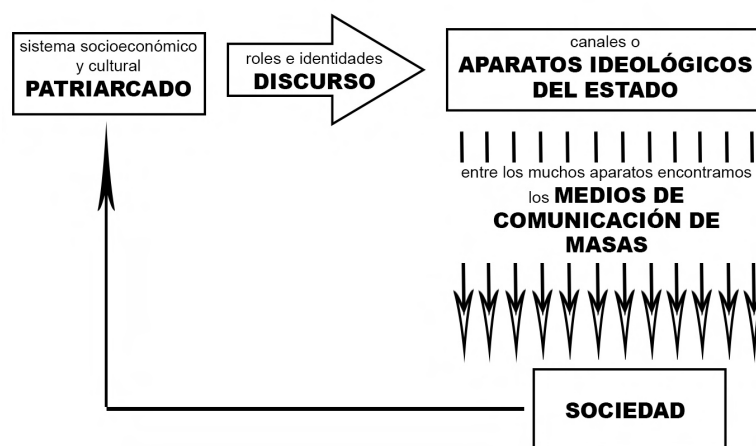 sistema socioeconómico
y cultural
PATRIARCADO
roles e identidades
DISCURSO
canales o
APARATOS IDEOLÓGICOS
DEL ESTADO
entre los muchos aparatos encontramos
los MEDIOS DE
COMUNICACIÓN DE
MASAS
SOCIEDAD